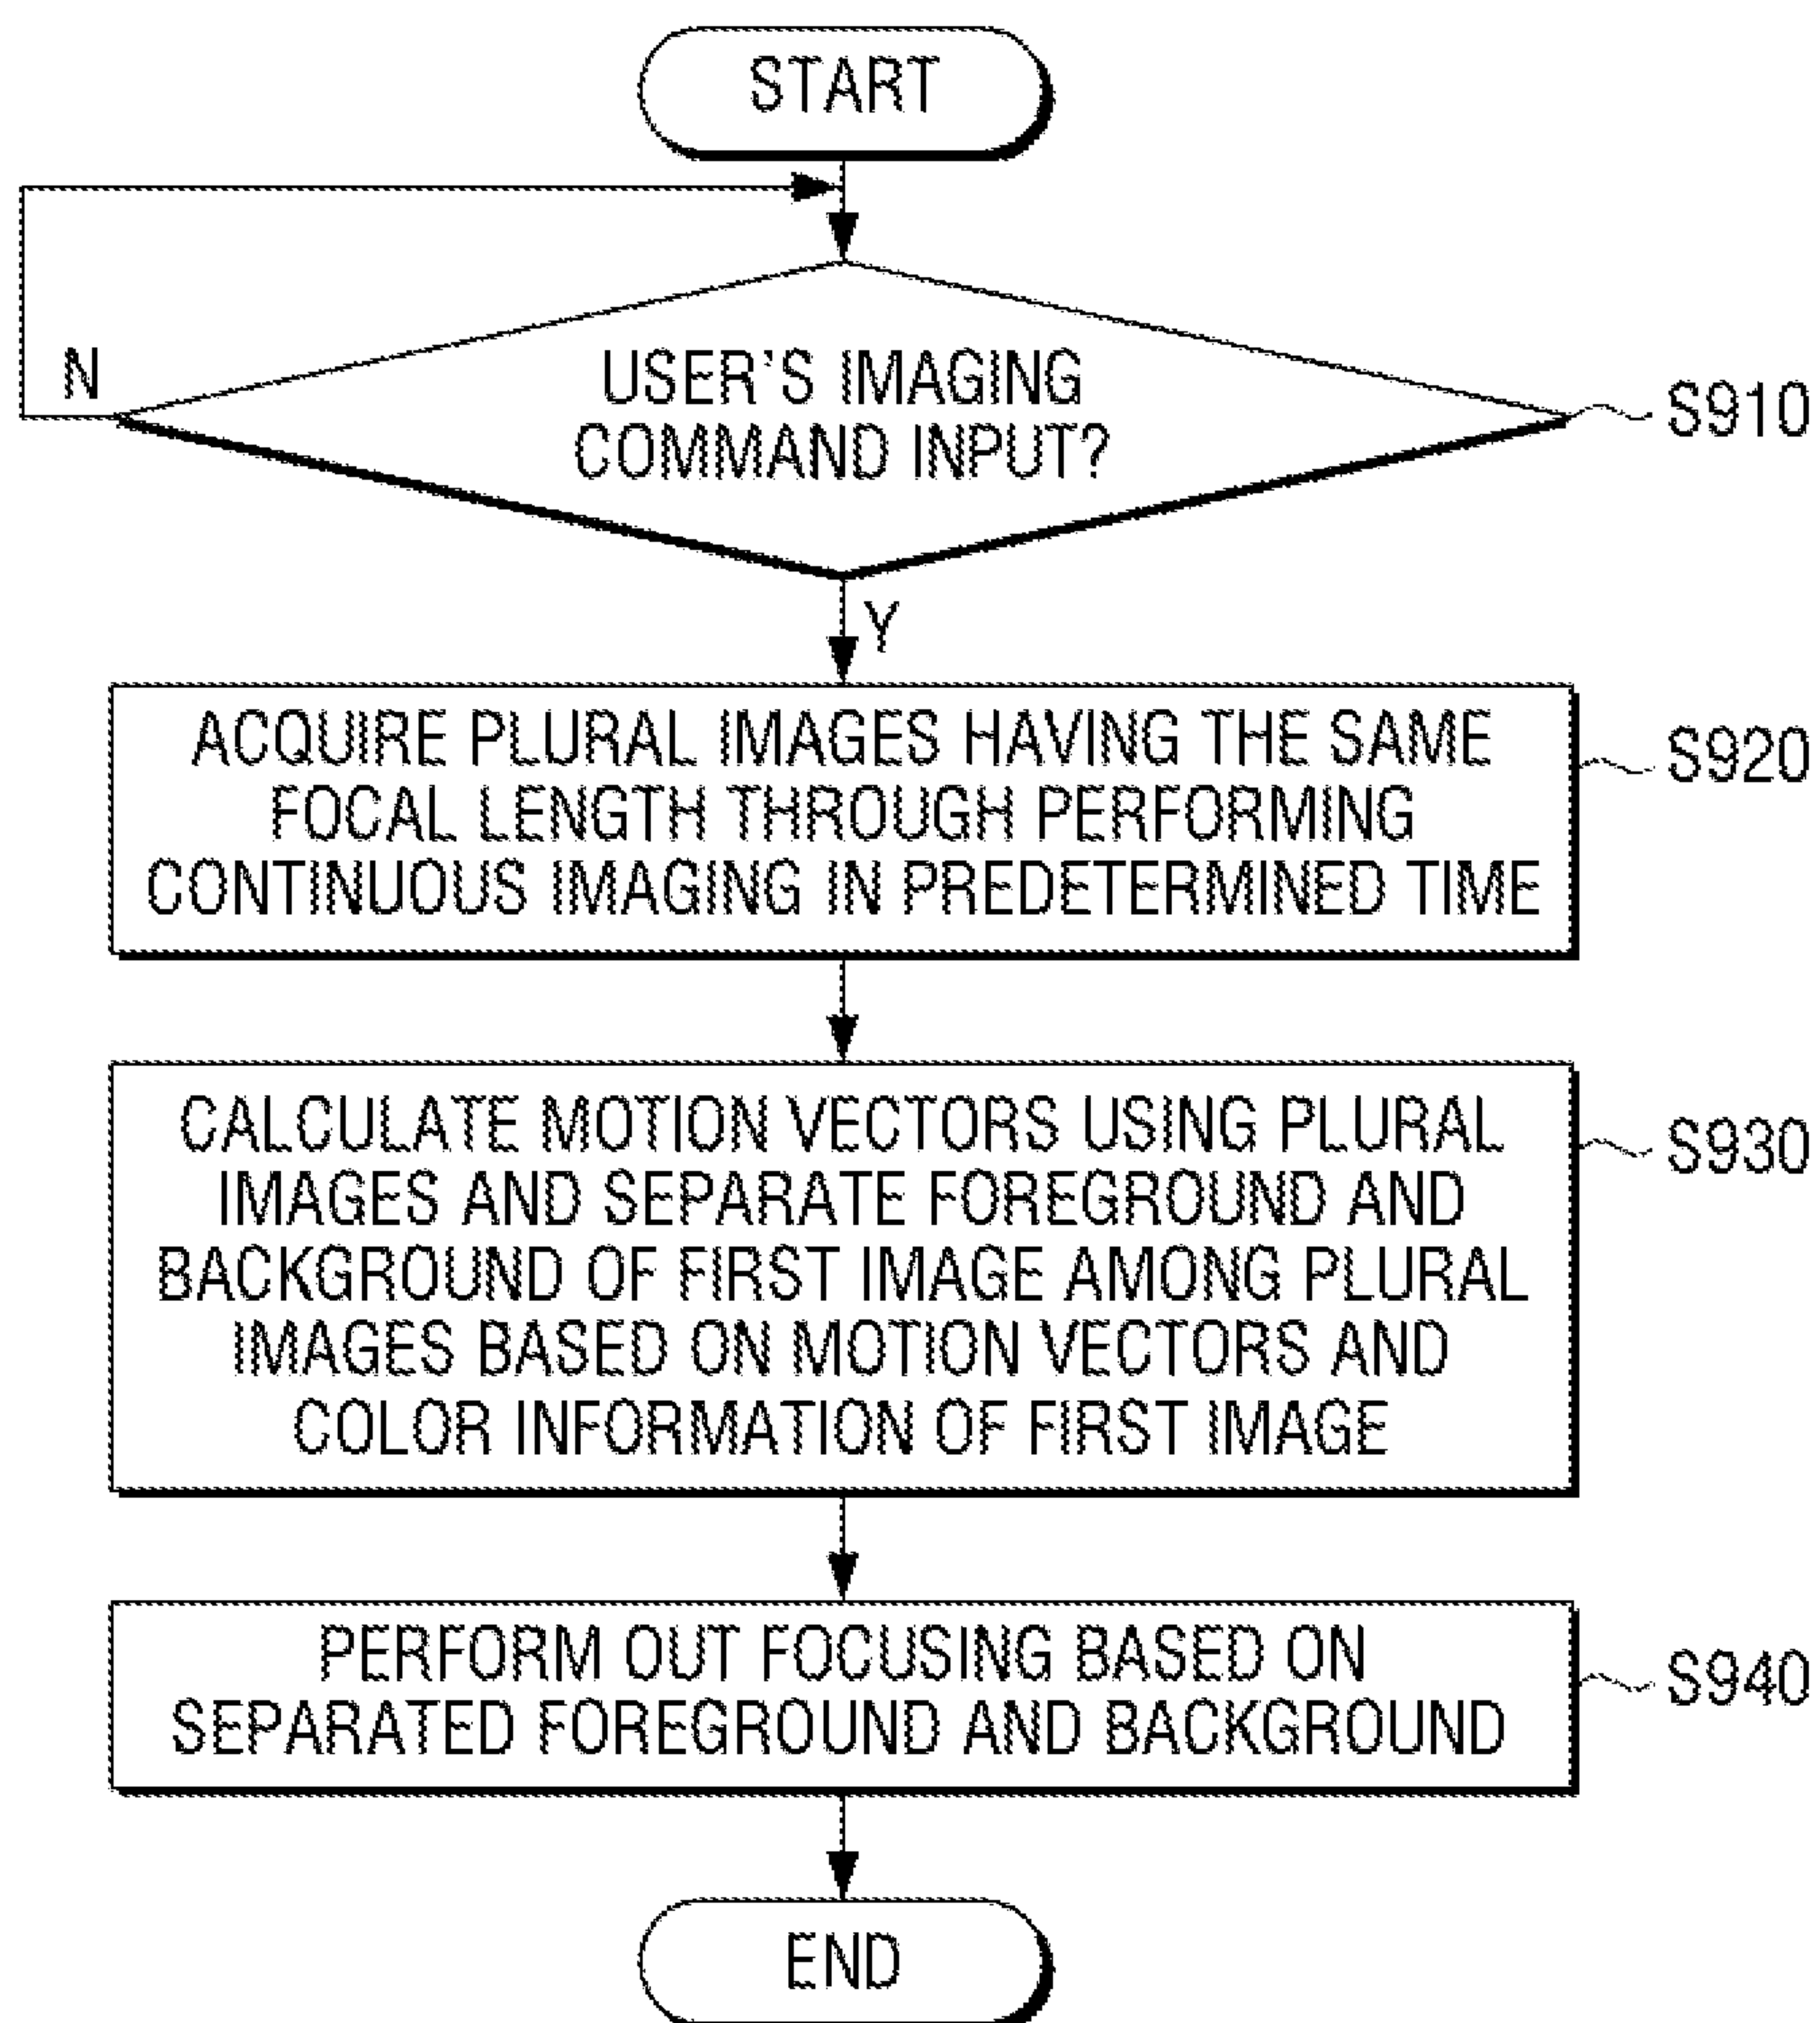 START
N
USER'S IMAGING
COMMAND INPUT?
S910
Y
ACQUIRE PLURAL IMAGES HAVING THE SAME
FOCAL LENGTH THROUGH PERFORMING
CONTINUOUS IMAGING IN PREDETERMINED TIME
S920
CALCULATE MOTION VECTORS USING PLURAL
IMAGES AND SEPARATE FOREGROUND AND
BACKGROUND OF FIRST IMAGE AMONG PLURAL
IMAGES BASED ON MOTION VECTORS AND
COLOR INFORMATION OF FIRST IMAGE
S930
PERFORM OUT FOCUSING BASED ON
SEPARATED FOREGROUND AND BACKGROUND
S940
END